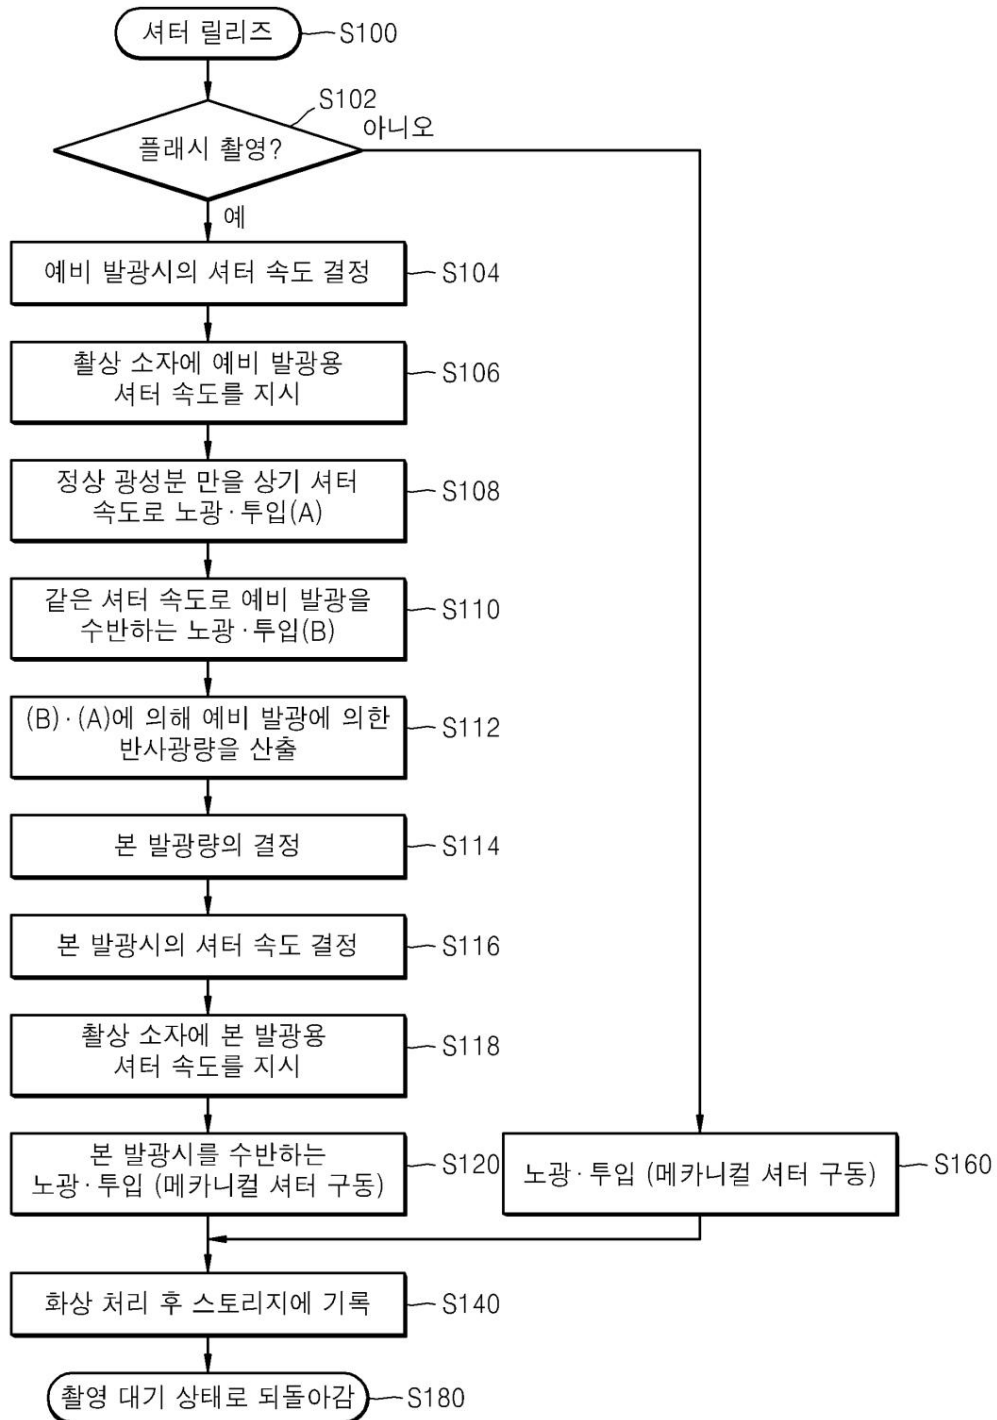 셔터 릴리즈
S100
S102
플래시 촬영?
아니오
예
예비 발광시의 셔터 속도 결정
S104
촬상 소자에 예비 발광용
셔터 속도를 지시
S106
정상 광성분 만을 상기 셔터
속도로 노광·투입(A)
S108
같은 셔터 속도로 예비 발광을
수반하는 노광·투입(B)
S110
(B)·(A)에 의해 예비 발광에 의한
반사광량을 산출
S112
본 발광량의 결정
S114
본 발광시의 셔터 속도 결정
S116
촬상 소자에 본 발광용
셔터 속도를 지시
S118
본 발광시를 수반하는
노광·투입 (메카니컬 셔터 구동)
S120
노광·투입 (메카니컬 셔터 구동)
S160
화상 처리 후 스토리지에 기록
S140
촬영 대기 상태로 되돌아감
S180